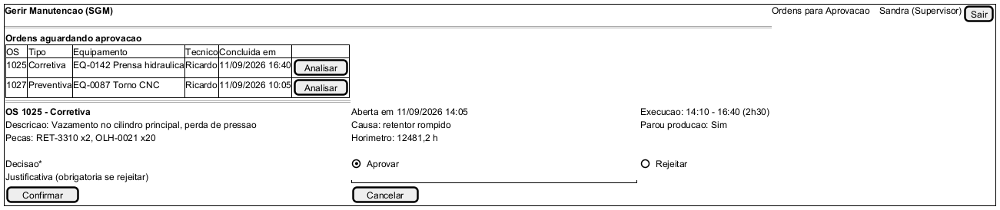 Gerir Manutencao (SGM) Ordens para Aprovacao Sandra (Supervisor) Sair
Ordens aguardando aprovacao
OS Tipo Equipamento Tecnico Concluida em
1025 Corretiva EQ-0142 Prensa hidraulica Ricardo 11/09/2026 16:40 Analisar
1027 Preventiva EQ-0087 Torno CNC Ricardo 11/09/2026 10:05 Analisar
OS 1025 - Corretiva Aberta em 11/09/2026 14:05 Execucao: 14:10 - 16:40 (2h30)
Descricao: Vazamento no cilindro principal, perda de pressao Causa: retentor rompido Parou producao: Sim
Pecas: RET-3310 x2, OLH-0021 x20 Horimetro: 12481,2 h
Decisao* Aprovar Rejeitar
Justificativa (obrigatoria se rejeitar)
Confirmar Cancelar